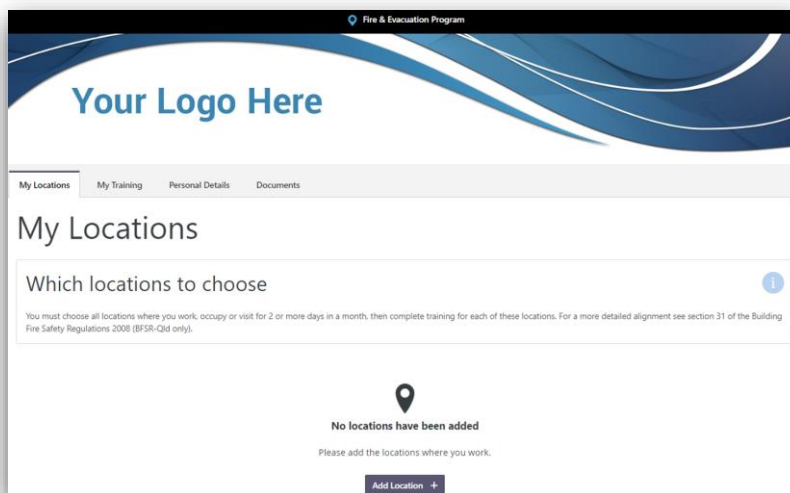 Fire & Evacuation Program
Your Logo Here
My Locations My Training Personal Details Documents
My Locations
Which locations to choose
i
You must choose all locations where you work, occupy or visit for 2 or more days in a month, then complete training for each of these locations. For a more detailed alignment see section 31 of the Building
Fire Safety Regulations 2008 (BFSR-Qld only).
No locations have been added
Please add the locations where you work.
Add Location +